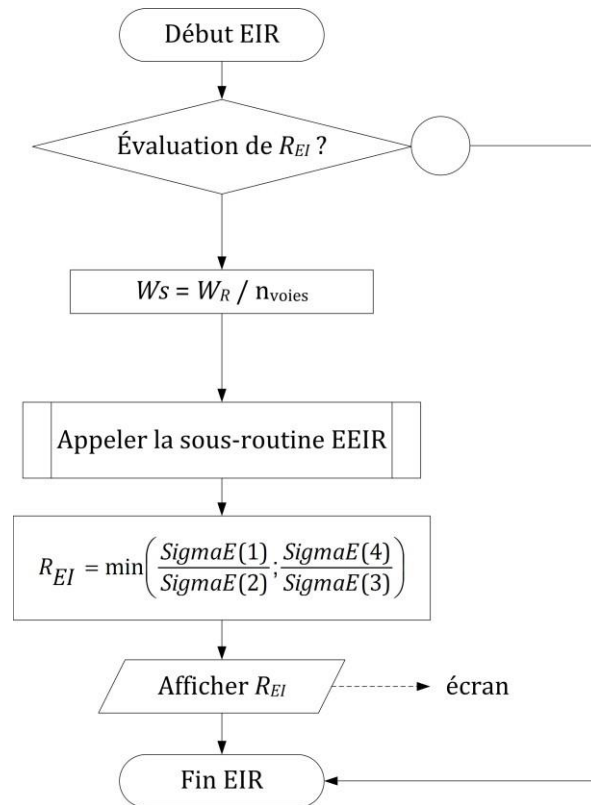 Début EIR
Évaluation de R_EI ?
Ws = W_R / n_voies
Appeler la sous-routine EEIR
R_EI = min(SigmaE(1)/SigmaE(2) ; SigmaE(4)/SigmaE(3))
Afficher R_EI
écran
Fin EIR